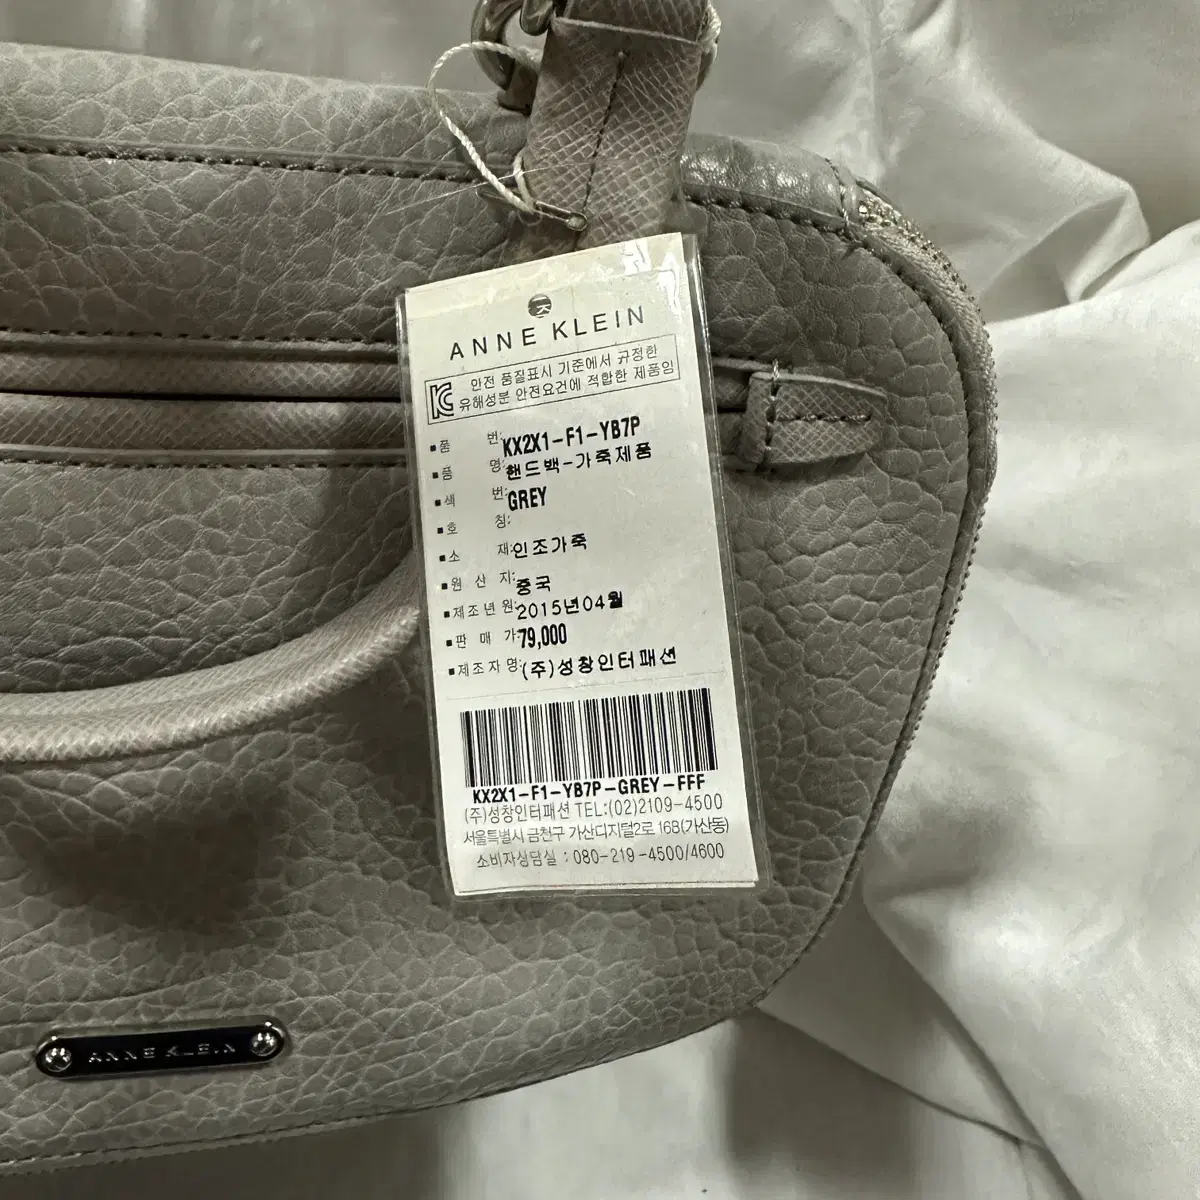 ANNE KLEIN
안전 품질표시 기준에서 규정한
유해성분 안전요건에 적합한 제품임
▪품 번: KX2X1-F1-YB7P
▪품 명: 핸드백-가죽제품
▪색 번: GREY
▪호 칭:
▪소 재: 인조가죽
▪원 산 지: 중국
▪제조년원: 2015년04월
▪판 매 가: 79,000
▪제조자명: (주)성창인터패션
KX2X1-F1-YB7P-GREY-FFF
(주)성창인터패션 TEL:(02)2109-4500
서울특별시 금천구 가산디지털2로 16B(가산동)
소비자상담실 : 080-219-4500/4600
ANNE KLEIN